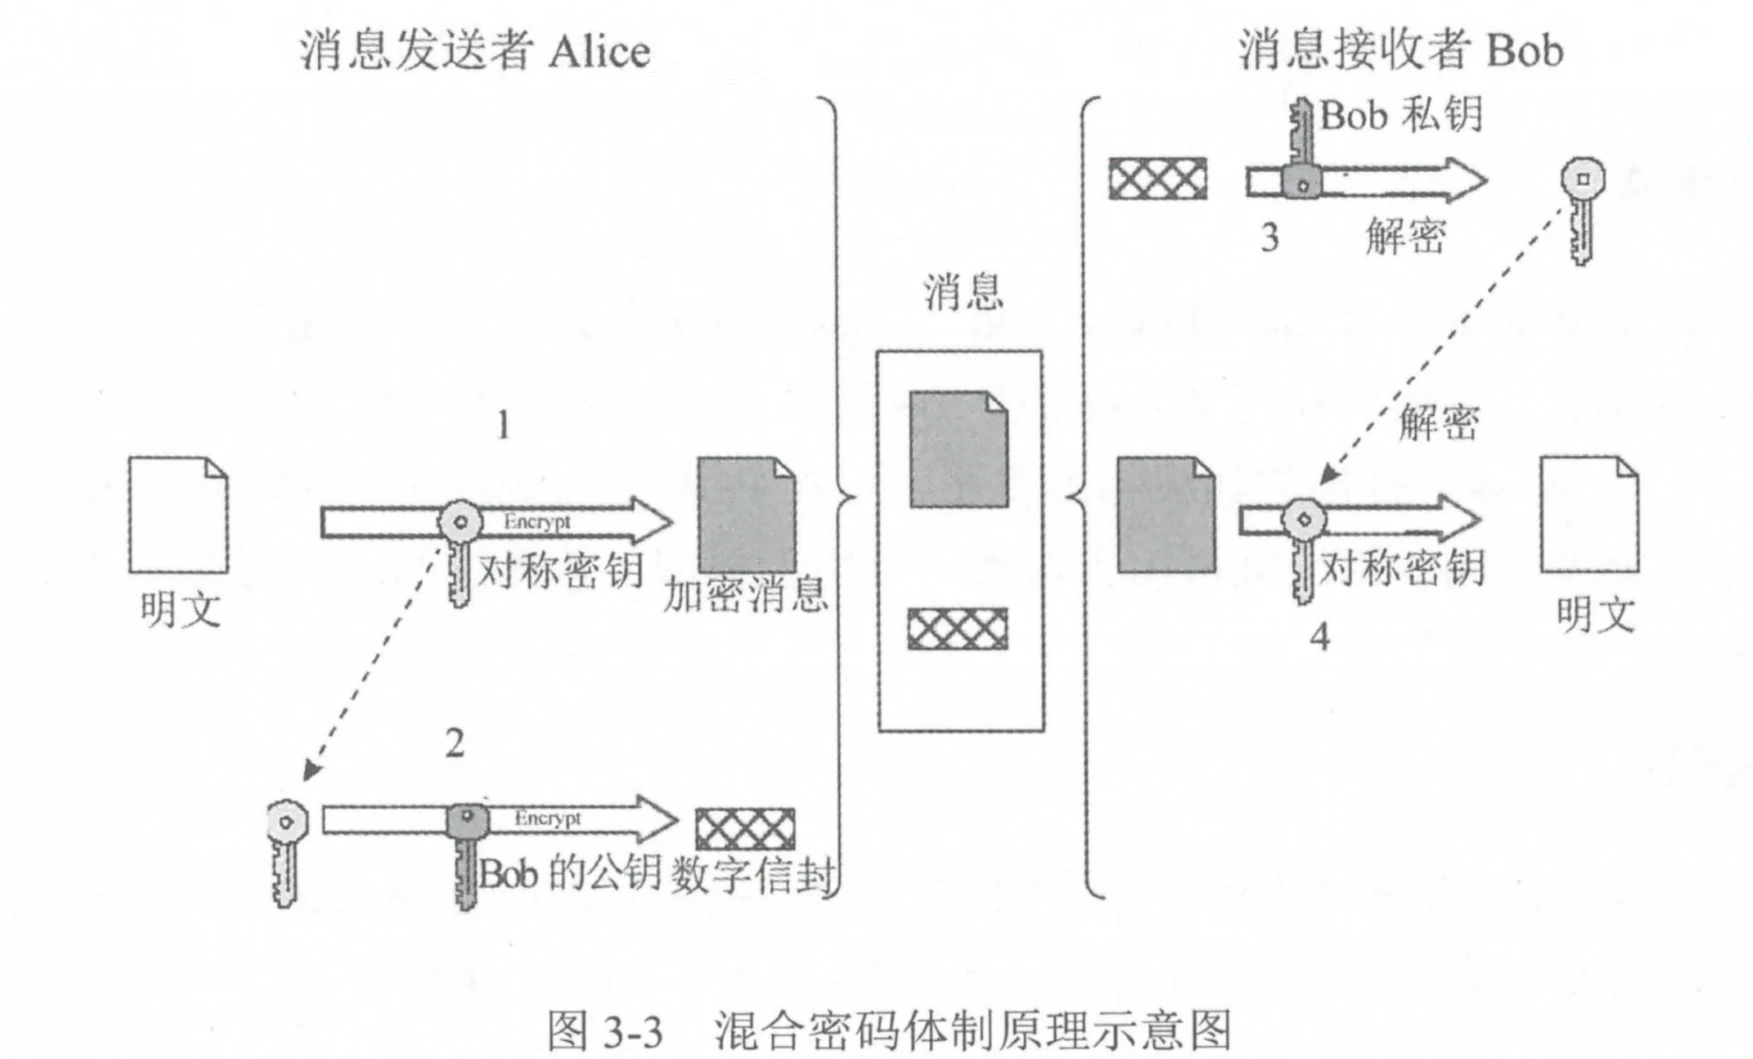 消息发送者 Alice
消息接收者 Bob
Bob 私钥
3
解密
消息
解密
1
Encrypt
对称密钥
明文
加密消息
对称密钥
明文
4
2
Encrypt
Bob 的公钥
数字信封
图 3-3 混合密码体制原理示意图